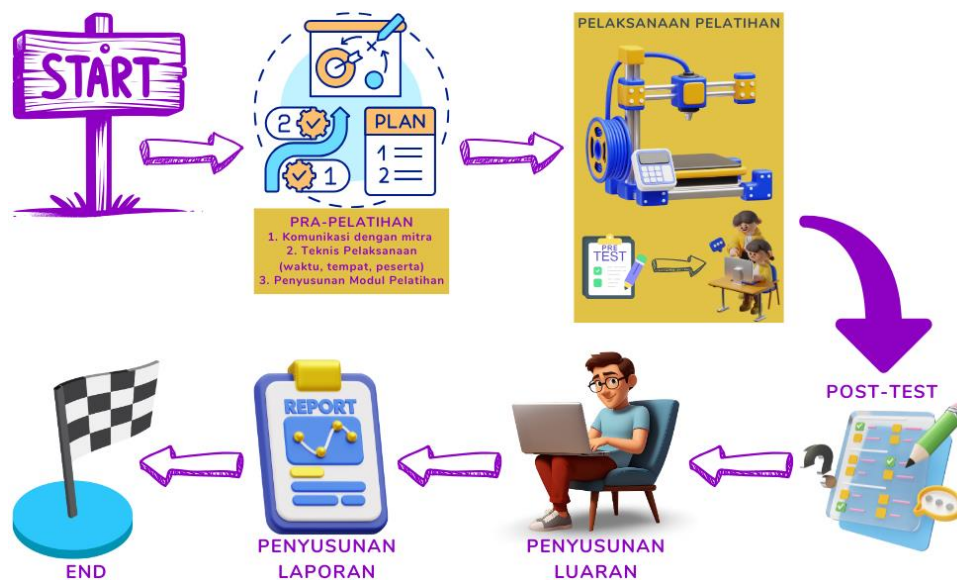 START
2
1
PLAN
1
2
PRA-PELATIHAN
1. Komunikasi dengan mitra
2. Teknis Pelaksanaan
(waktu, tempat, peserta)
3. Penyusunan Modul Pelatihan
PELAKSANAAN PELATIHAN
PRE
TEST
POST-TEST
PENYUSUNAN
LUARAN
REPORT
PENYUSUNAN
LAPORAN
END